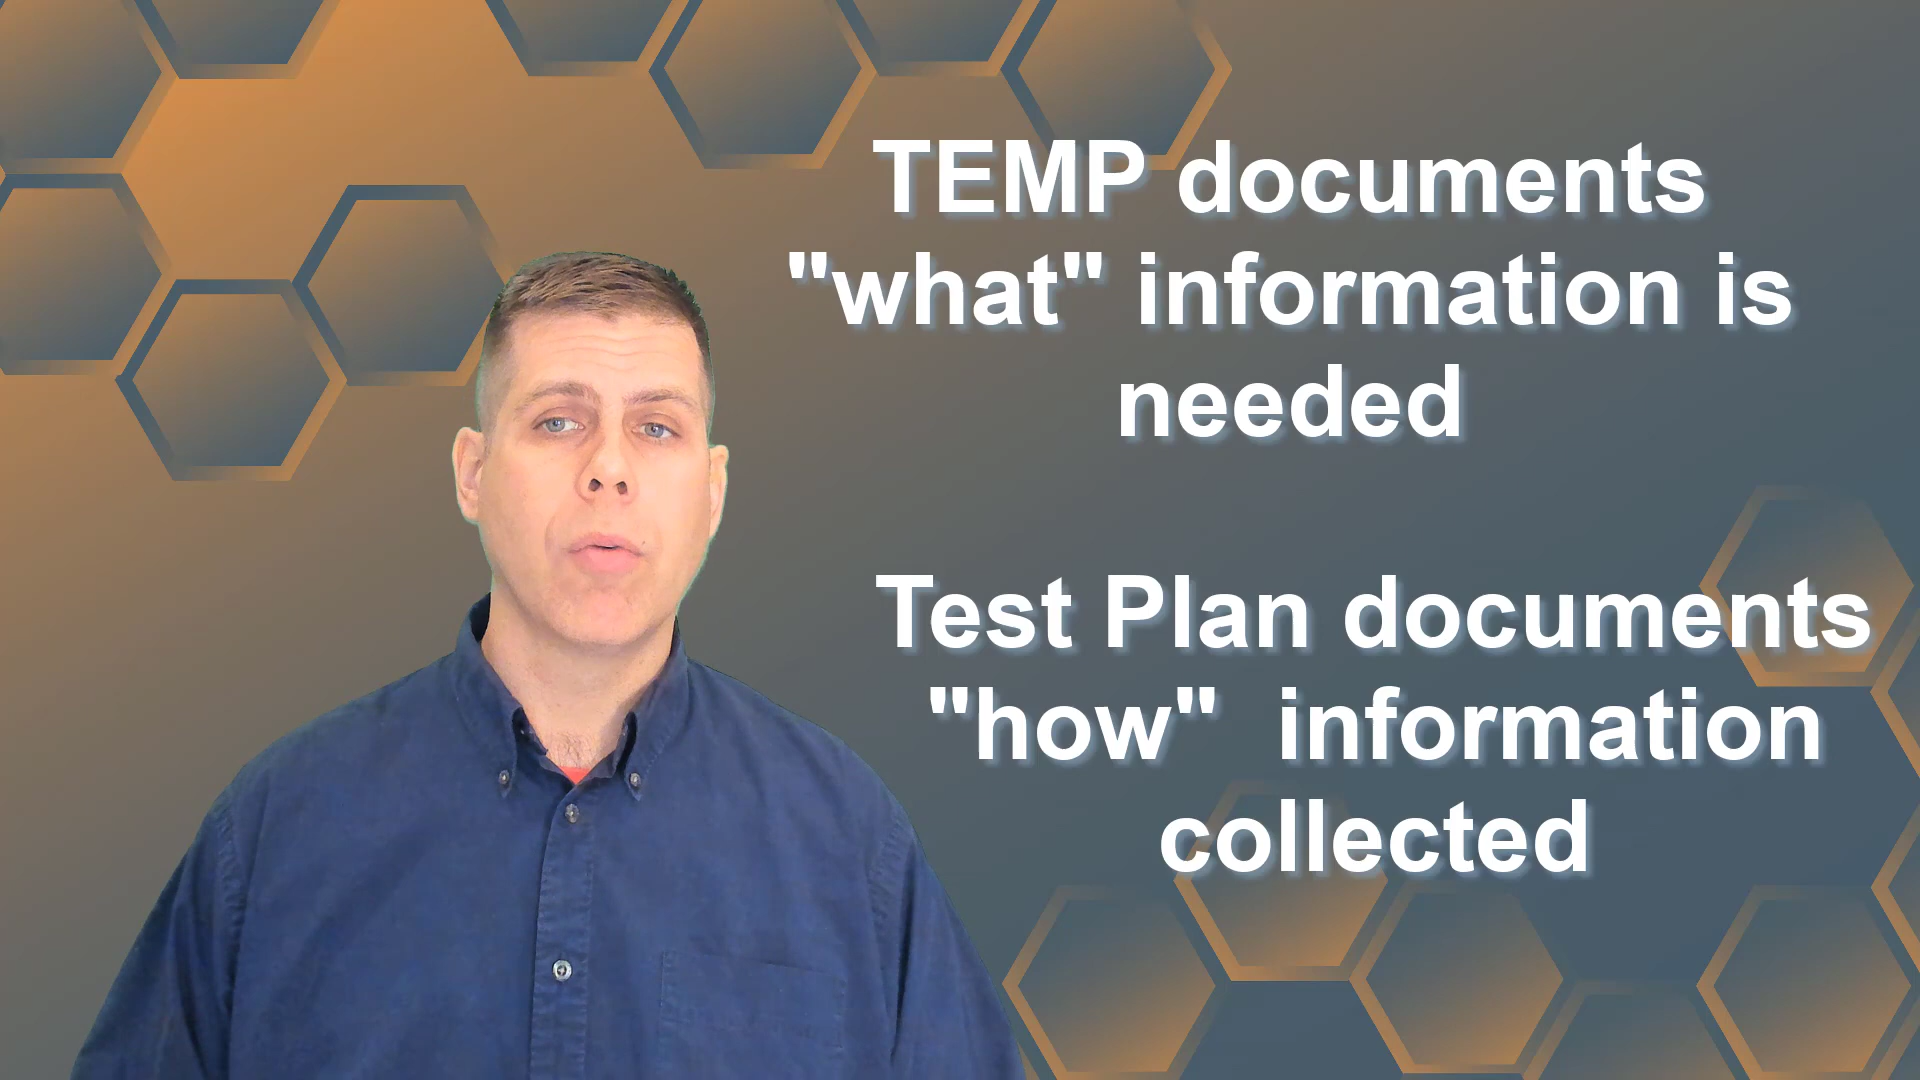 TEMP documents
"what" information is
needed
Test Plan documents
"how"  information
collected